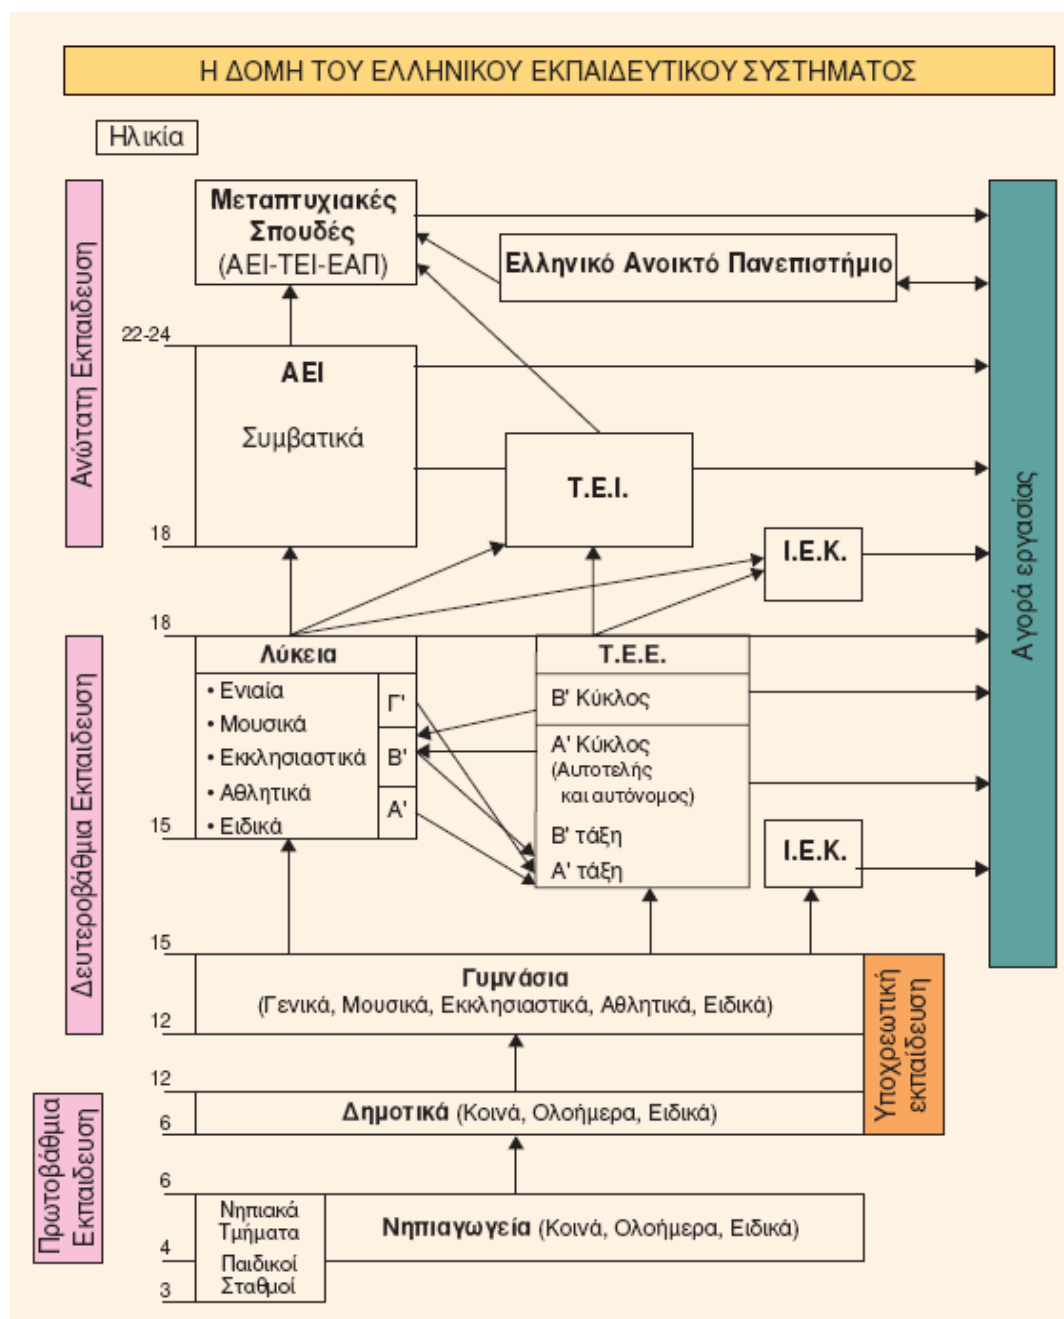 Η ΔΟΜΗ ΤΟΥ ΕΛΛΗΝΙΚΟΥ ΕΚΠΑΙΔΕΥΤΙΚΟΥ ΣΥΣΤΗΜΑΤΟΣ
Ηλικία
Ανώτατη Εκπαίδευση
Μεταπτυχιακές
Σπουδές
(ΑΕΙ-ΤΕΙ-ΕΑΠ)
Ελληνικό Ανοικτό Πανεπιστήμιο
22-24
ΑΕΙ
Συμβατικά
Τ.Ε.Ι.
18
Ι.Ε.Κ.
Αγορά εργασίας
Δευτεροβάθμια Εκπαίδευση
18
Λύκεια
• Ενιαία
• Μουσικά
• Εκκλησιαστικά
• Αθλητικά
• Ειδικά
Γ'
Β'
Α'
Τ.Ε.Ε.
Β' Κύκλος
Α' Κύκλος
(Αυτοτελής
και αυτόνομος)
Β' τάξη
Α' τάξη
Ι.Ε.Κ.
15
15
Γυμνάσια
(Γενικά, Μουσικά, Εκκλησιαστικά, Αθλητικά, Ειδικά)
12
Υποχρεωτική
εκπαίδευση
Πρωτοβάθμια
Εκπαίδευση
12
Δημοτικά (Κοινά, Ολοήμερα, Ειδικά)
6
6
Νηπιακά
Τμήματα
Νηπιαγωγεία (Κοινά, Ολοήμερα, Ειδικά)
4
Παιδικοί
Σταθμοί
3